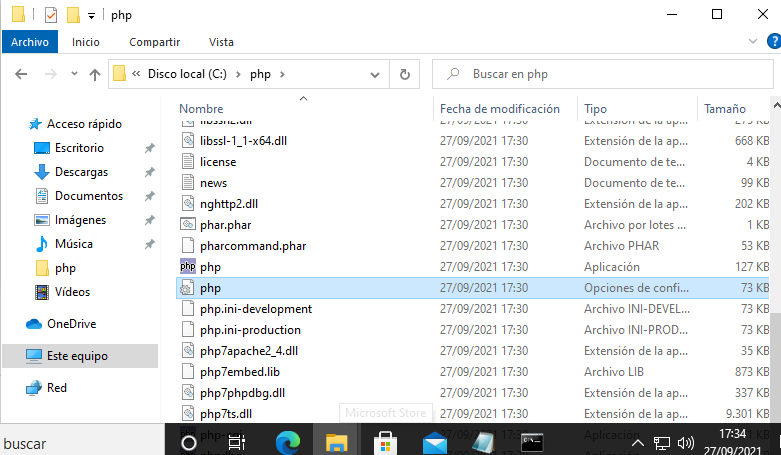 php
Archivo Inicio Compartir Vista
« Disco local (C:) › php › Buscar en php
Nombre Fecha de modificación Tipo Tamaño
Acceso rápido
Escritorio
Descargas
Documentos
Imágenes
Música
php
Vídeos
OneDrive
Este equipo
Red
libssh2.dll 27/09/2021 17:30 Extensión de la ap... 279 KB
libssl-1_1-x64.dll 27/09/2021 17:30 Extensión de la ap... 668 KB
license 27/09/2021 17:30 Documento de te... 4 KB
news 27/09/2021 17:30 Documento de te... 99 KB
nghttp2.dll 27/09/2021 17:30 Extensión de la ap... 202 KB
phar.phar 27/09/2021 17:30 Archivo por lotes ... 1 KB
pharcommand.phar 27/09/2021 17:30 Archivo PHAR 53 KB
php php 27/09/2021 17:30 Aplicación 127 KB
php 27/09/2021 17:30 Opciones de confi... 73 KB
php.ini-development 27/09/2021 17:30 Archivo INI-DEVEL... 73 KB
php.ini-production 27/09/2021 17:30 Archivo INI-PROD... 73 KB
php7apache2_4.dll 27/09/2021 17:30 Extensión de la ap... 35 KB
php7embed.lib 27/09/2021 17:30 Archivo LIB 873 KB
php7phpdbg.dll 27/09/2021 17:30 Extensión de la ap... 337 KB
php7ts.dll 27/09/2021 17:30 Extensión de la ap... 9.301 KB
Microsoft Store
buscar
17:34
27/09/2021